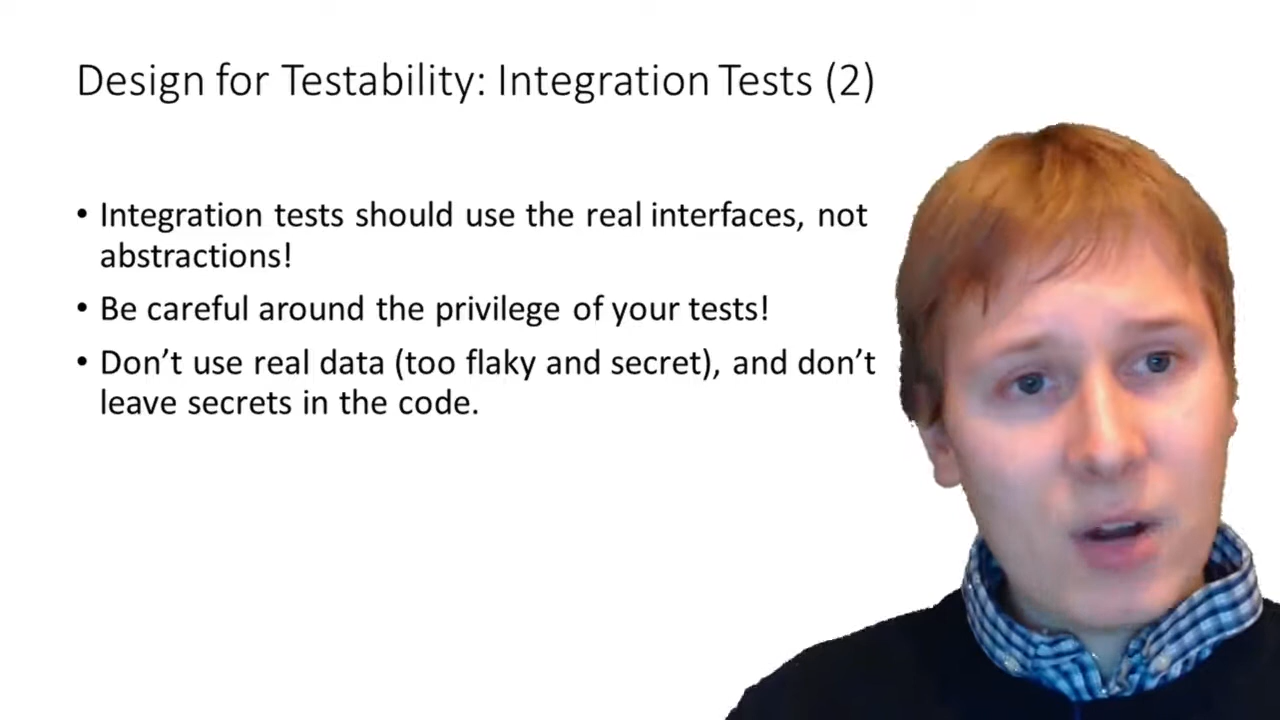 Design for Testability: Integration Tests (2)
• Integration tests should use the real interfaces, not
abstractions!
• Be careful around the privilege of your tests!
• Don’t use real data (too flaky and secret), and don’t
leave secrets in the code.